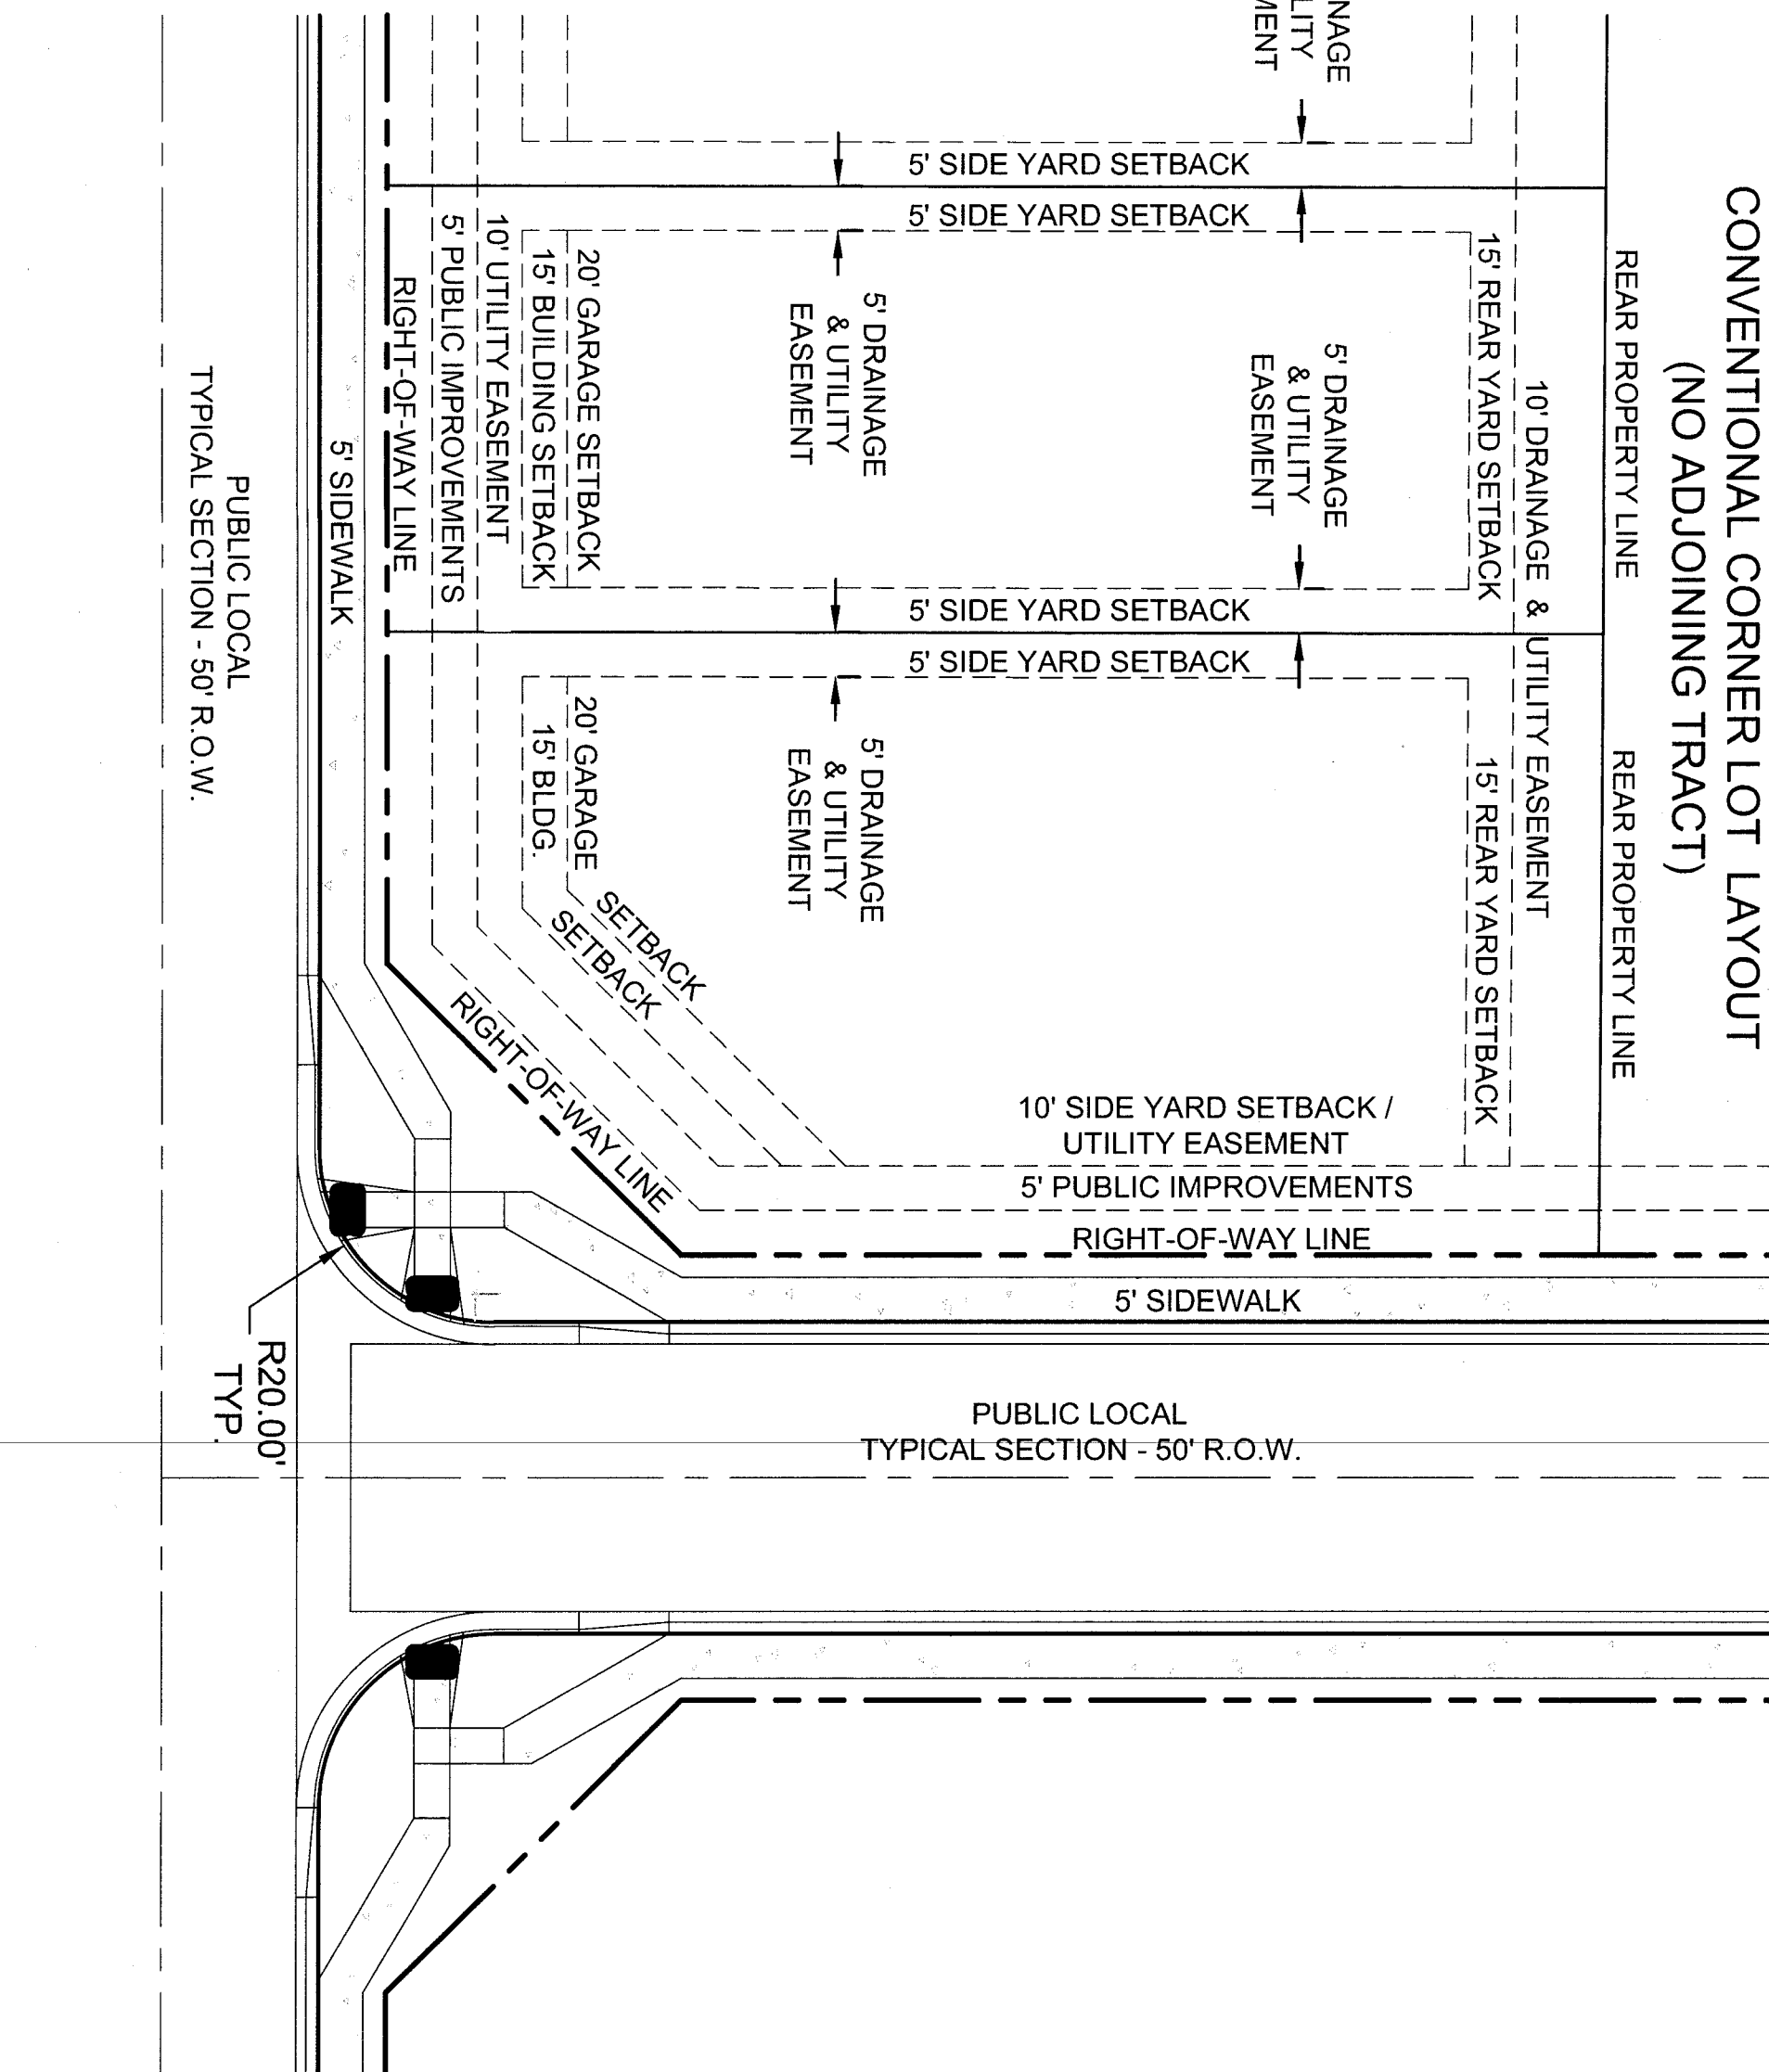 CONVENTIONAL CORNER LOT LAYOUT
(NO ADJOINING TRACT)
REAR PROPERTY LINE
REAR PROPERTY LINE
10' DRAINAGE & UTILITY EASEMENT
15' REAR YARD SETBACK
15' REAR YARD SETBACK
NAGE
LITY
MENT
5' DRAINAGE
& UTILITY
EASEMENT
5' SIDE YARD SETBACK
5' SIDE YARD SETBACK
5' SIDE YARD SETBACK
5' SIDE YARD SETBACK
5' DRAINAGE
& UTILITY
EASEMENT
5' DRAINAGE
& UTILITY
EASEMENT
20' GARAGE SETBACK
15' BUILDING SETBACK
10' UTILITY EASEMENT
5' PUBLIC IMPROVEMENTS
RIGHT-OF-WAY LINE
20' GARAGE SETBACK
15' BLDG. SETBACK
RIGHT-OF-WAY LINE
10' SIDE YARD SETBACK /
UTILITY EASEMENT
5' PUBLIC IMPROVEMENTS
RIGHT-OF-WAY LINE
5' SIDEWALK
5' SIDEWALK
PUBLIC LOCAL
TYPICAL SECTION - 50' R.O.W.
PUBLIC LOCAL
TYPICAL SECTION - 50' R.O.W.
R20.00'
TYP.